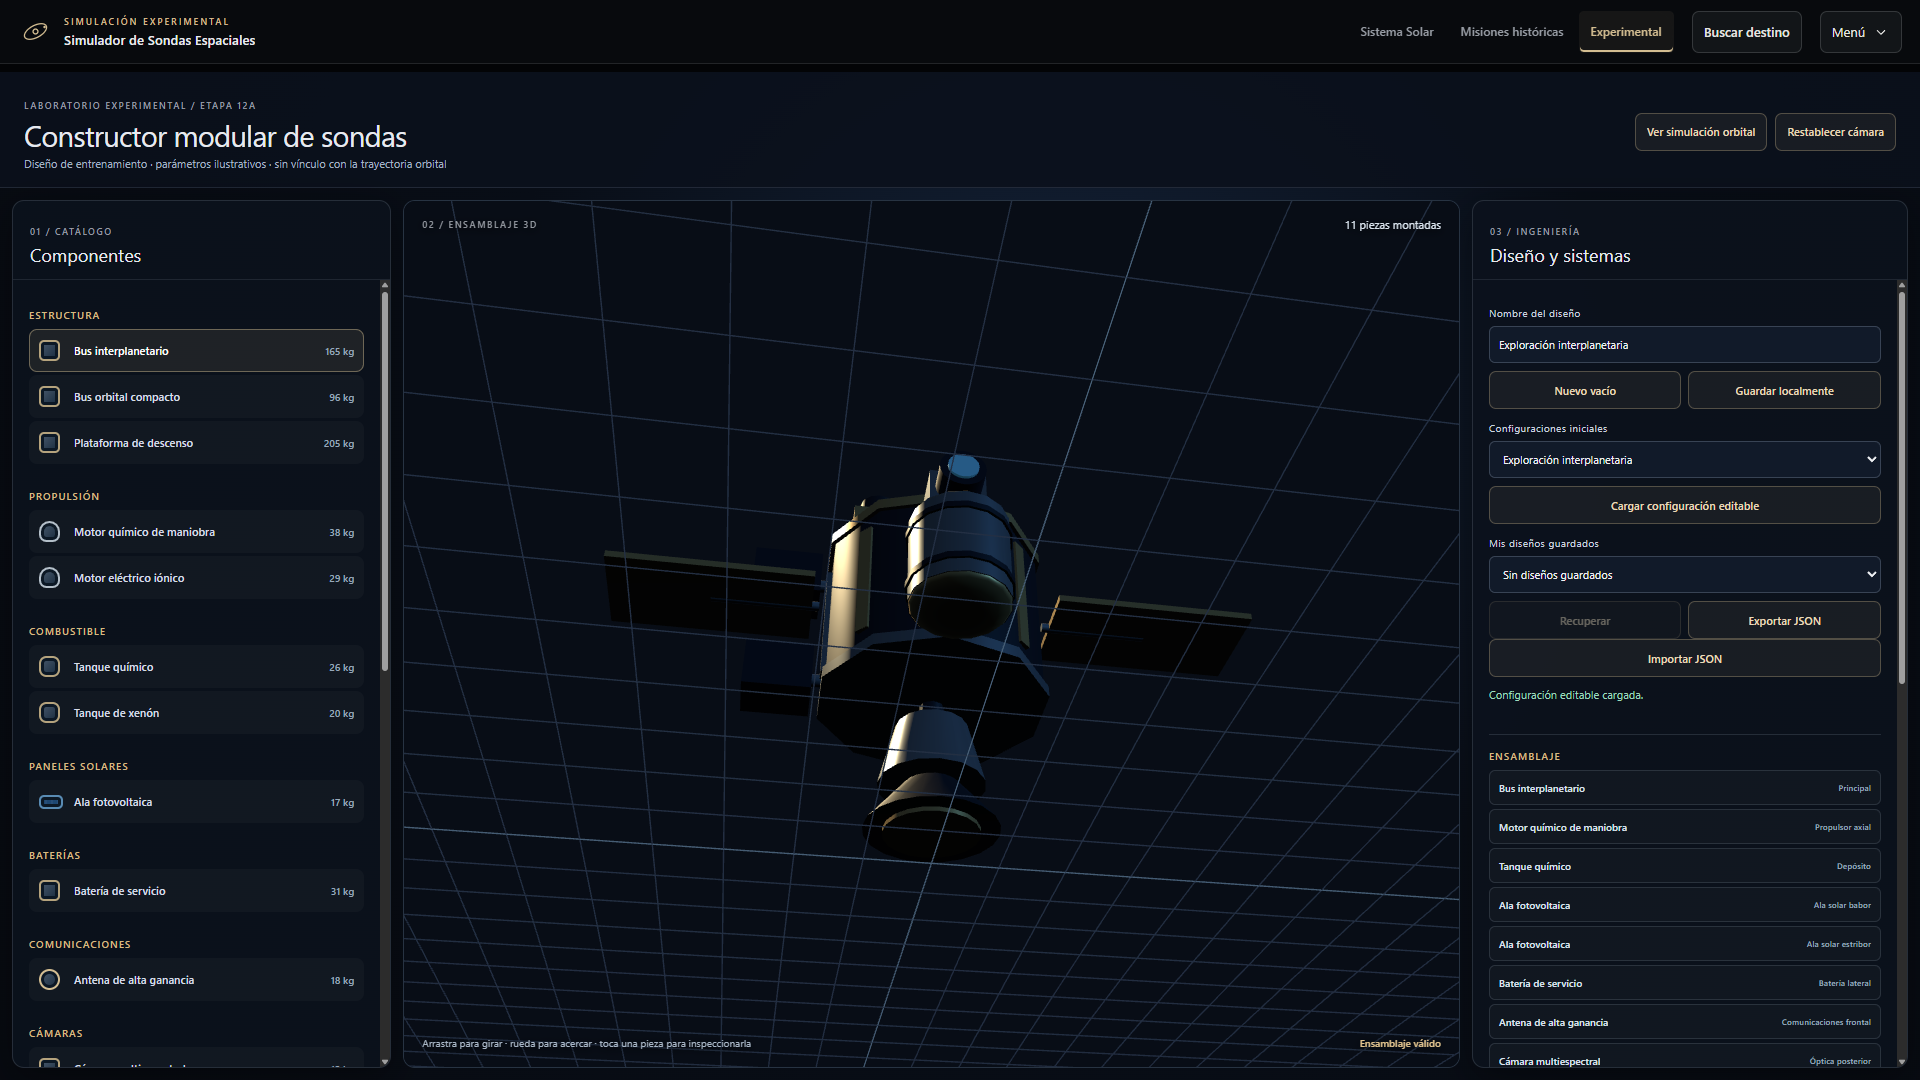 SIMULACIÓN EXPERIMENTAL
Simulador de Sondas Espaciales
Sistema Solar
Misiones históricas
Experimental
Buscar destino
Menú
LABORATORIO EXPERIMENTAL / ETAPA 12A
Constructor modular de sondas
Diseño de entrenamiento · parámetros ilustrativos · sin vínculo con la trayectoria orbital
Ver simulación orbital
Restablecer cámara
01 / CATÁLOGO
Componentes
ESTRUCTURA
Bus interplanetario 165 kg
Bus orbital compacto 96 kg
Plataforma de descenso 205 kg
PROPULSIÓN
Motor químico de maniobra 38 kg
Motor eléctrico iónico 29 kg
COMBUSTIBLE
Tanque químico 26 kg
Tanque de xenón 20 kg
PANELES SOLARES
Ala fotovoltaica 17 kg
BATERÍAS
Batería de servicio 31 kg
COMUNICACIONES
Antena de alta ganancia 18 kg
CÁMARAS
02 / ENSAMBLAJE 3D
11 piezas montadas
Arrastra para girar · rueda para acercar · toca una pieza para inspeccionarla
Ensamblaje válido
03 / INGENIERÍA
Diseño y sistemas
Nombre del diseño
Exploración interplanetaria
Nuevo vacío
Guardar localmente
Configuraciones iniciales
Exploración interplanetaria
Cargar configuración editable
Mis diseños guardados
Sin diseños guardados
Recuperar
Exportar JSON
Importar JSON
Configuración editable cargada.
ENSAMBLAJE
Bus interplanetario Principal
Motor químico de maniobra Propulsor axial
Tanque químico Depósito
Ala fotovoltaica Ala solar babor
Ala fotovoltaica Ala solar estribor
Batería de servicio Batería lateral
Antena de alta ganancia Comunicaciones frontal
Cámara multiespectral Óptica posterior